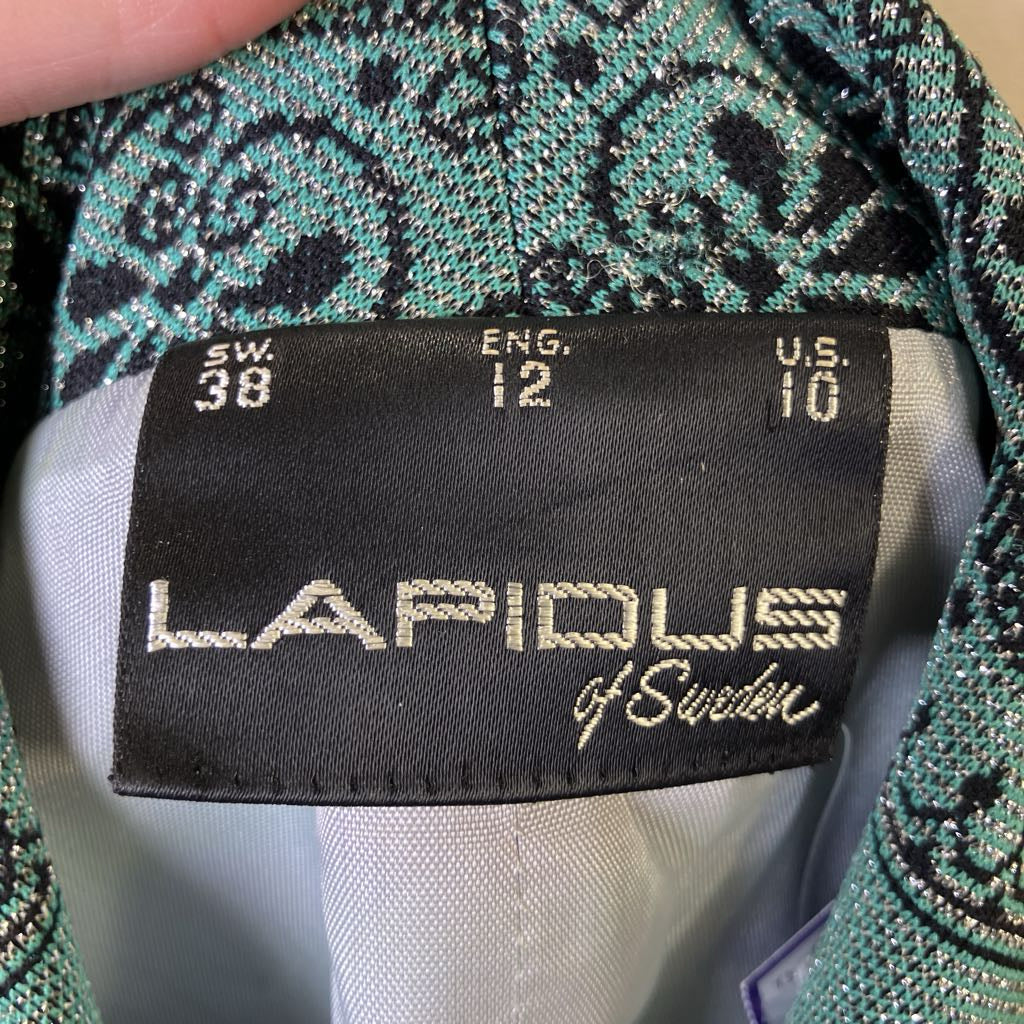 SW. ENG. U.S.
38 12 10
LAPIDUS
of Sweden